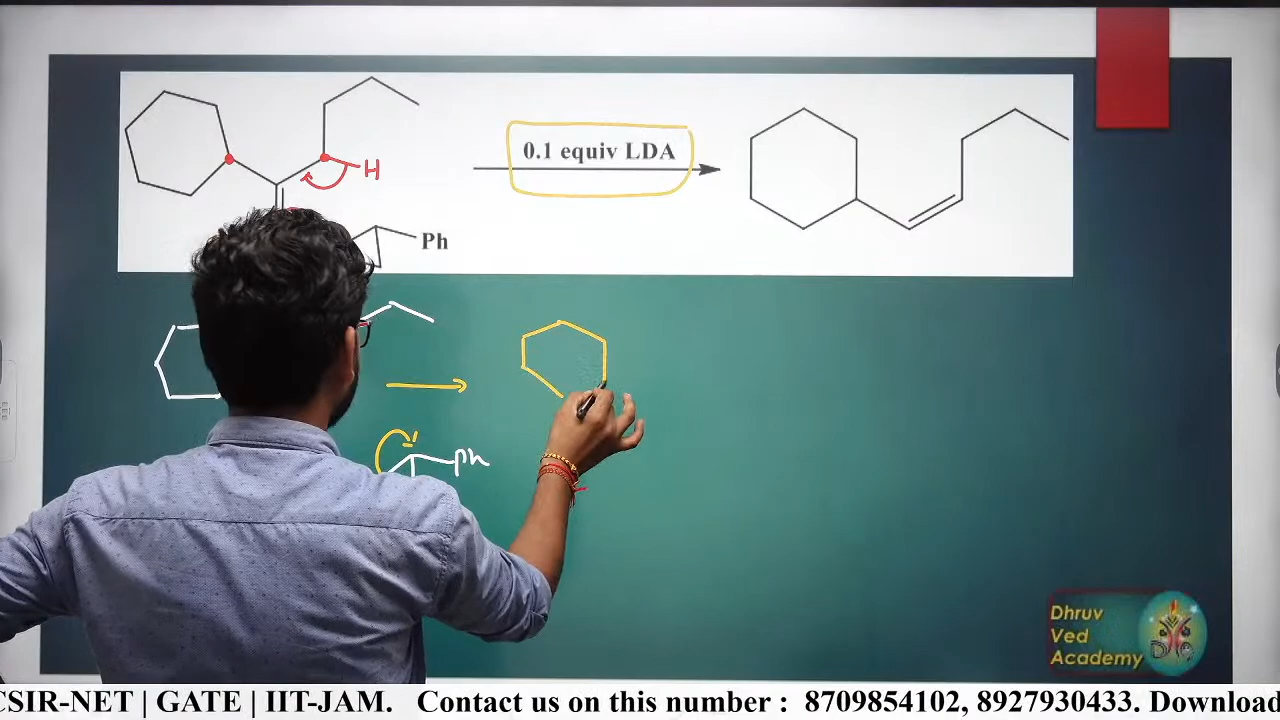 H
0.1 equiv LDA
Ph
Ph
Dhruv
Ved
Academy
CSIR-NET | GATE | IIT-JAM. Contact us on this number : 8709854102, 8927930433. Download